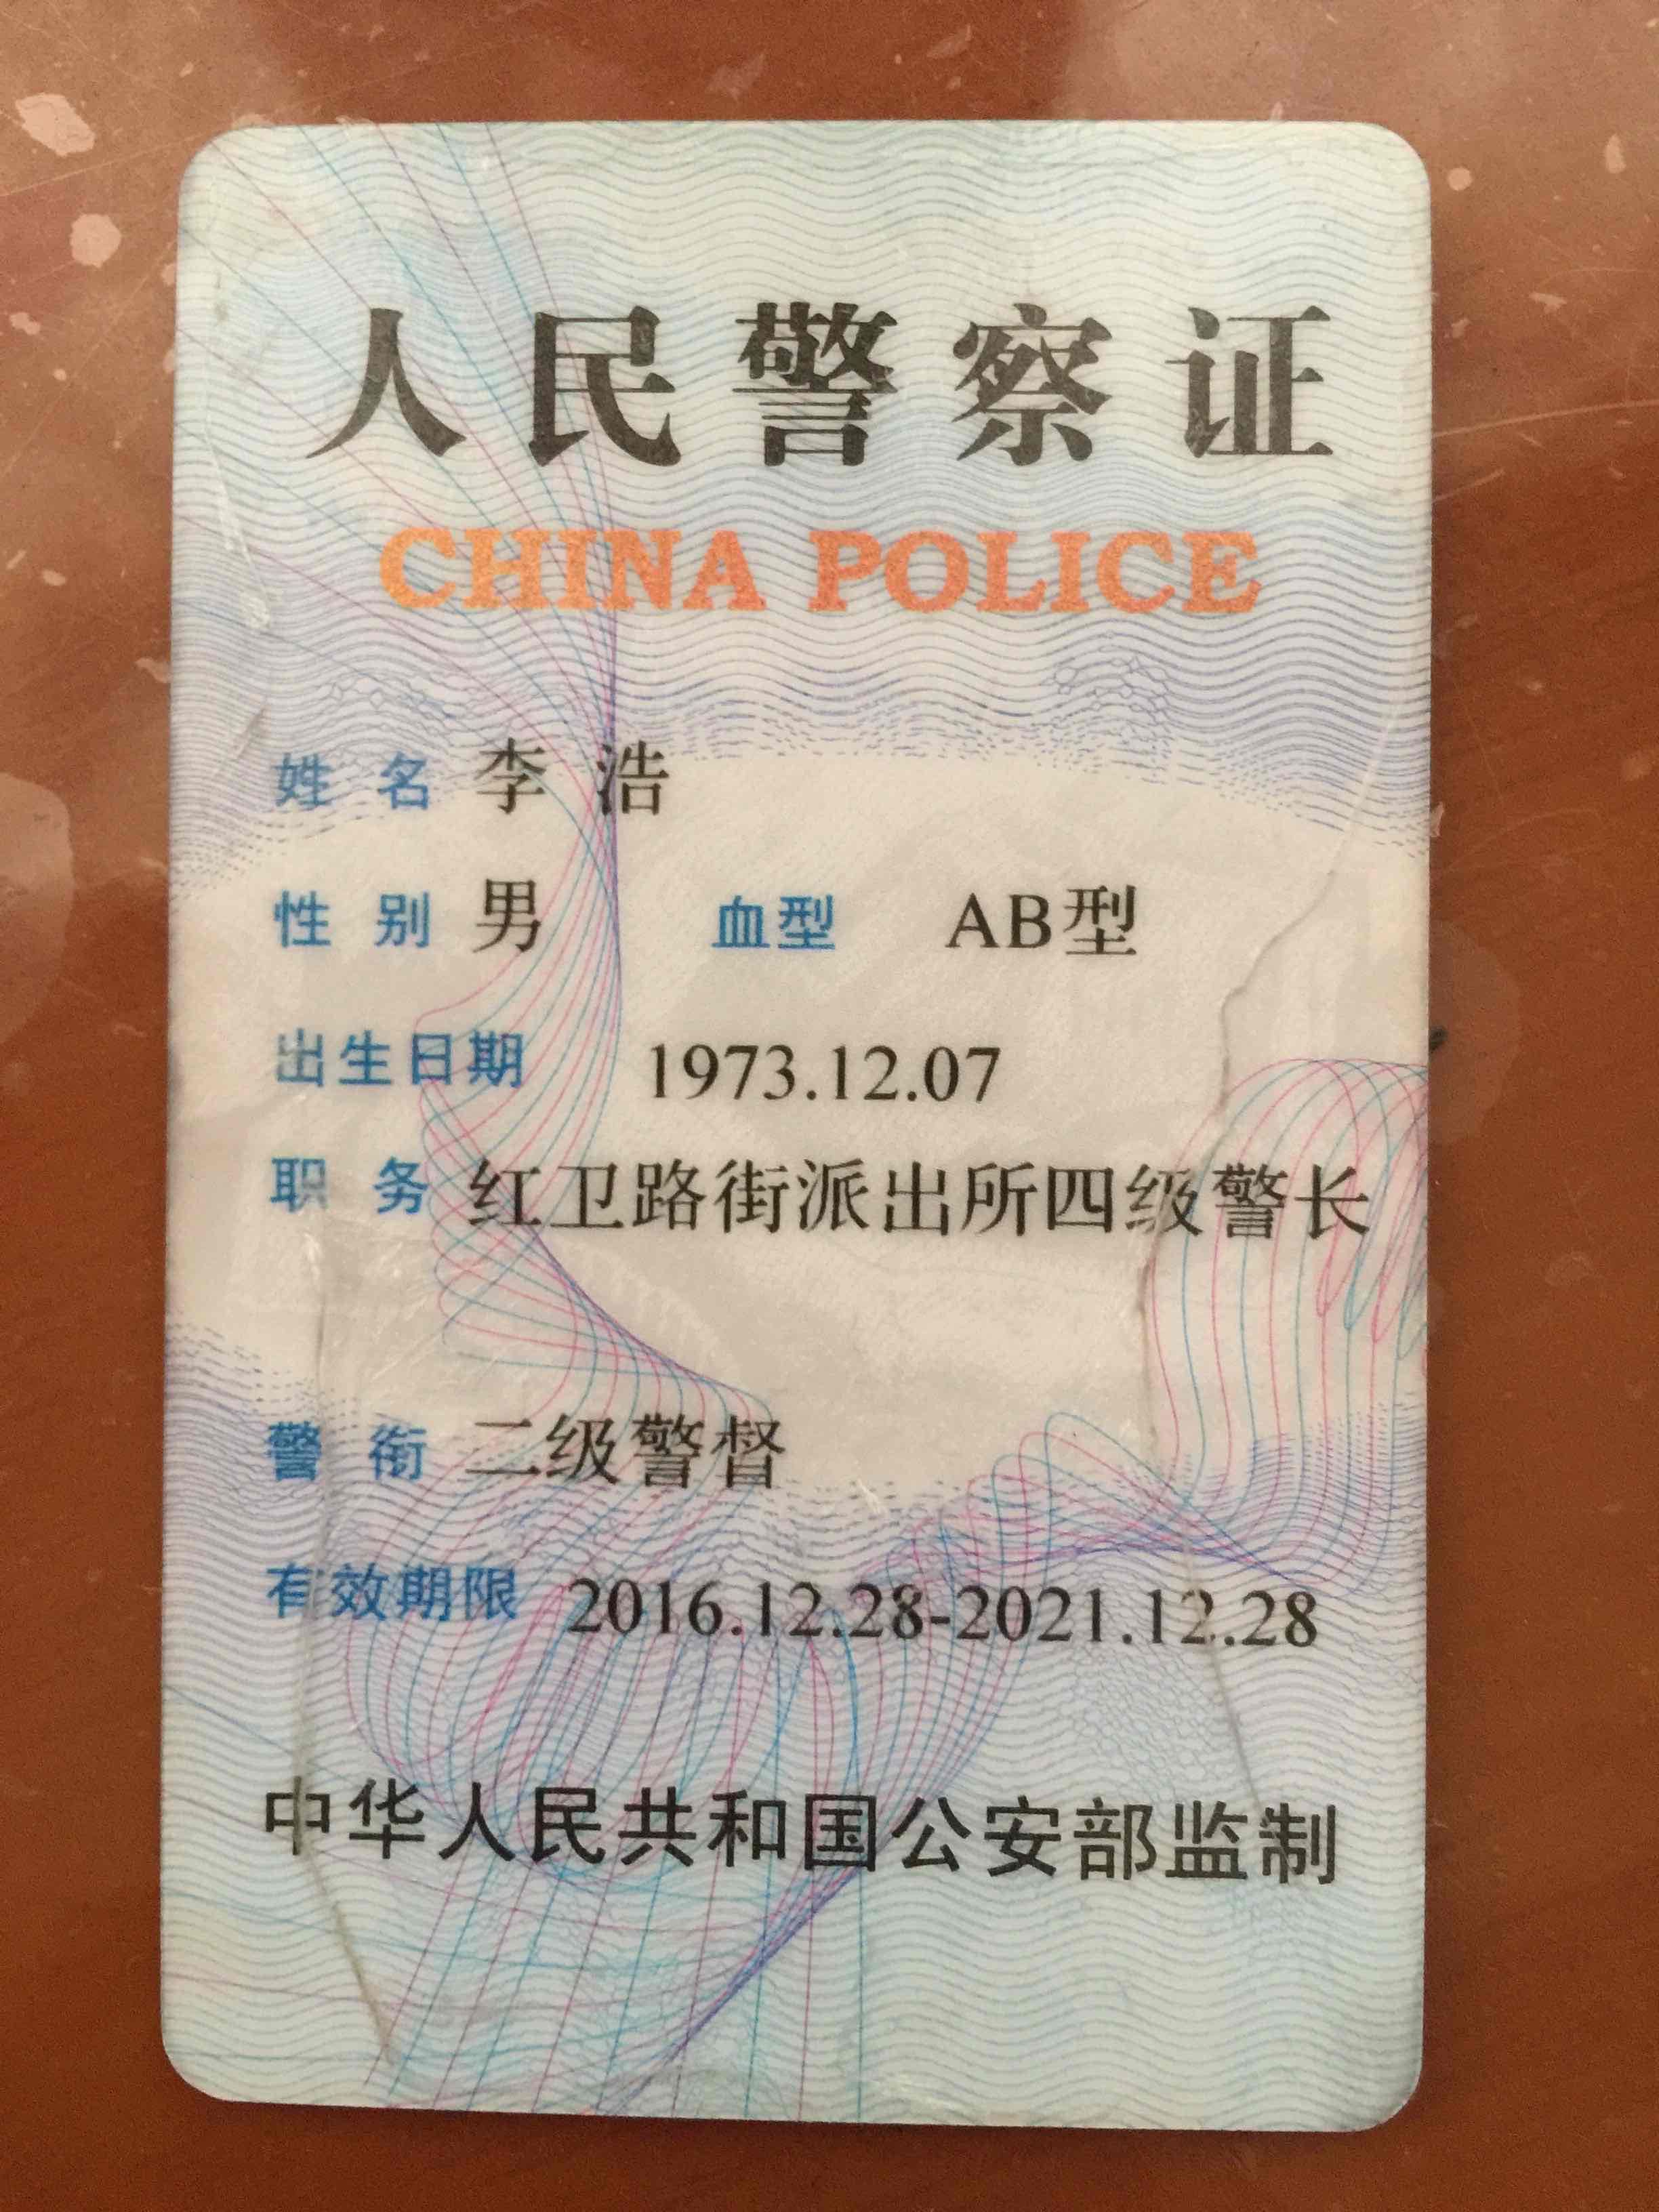 人民警察证
CHINA POLICE
姓名 李浩
性别 男 血型 AB型
出生日期 1973.12.07
职务 红卫路街派出所四级警长
警衔 二级警督
有效期限 2016.12.28-2021.12.28
中华人民共和国公安部监制